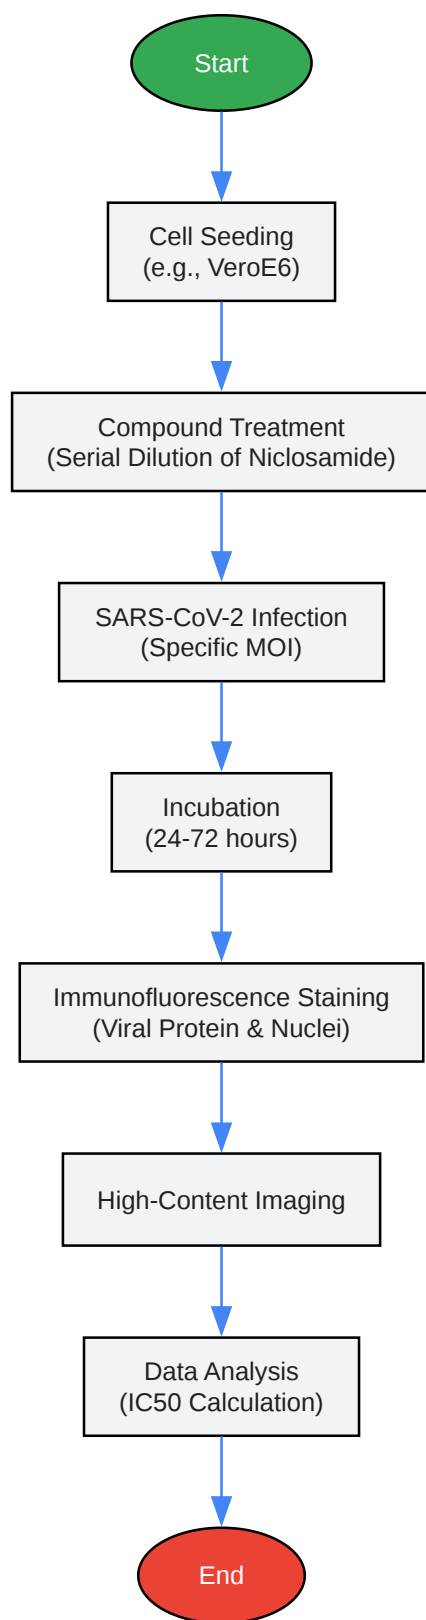 Start
Cell Seeding
(e.g., VeroE6)
Compound Treatment
(Serial Dilution of Niclosamide)
SARS-CoV-2 Infection
(Specific MOI)
Incubation
(24-72 hours)
Immunofluorescence Staining
(Viral Protein & Nuclei)
High-Content Imaging
Data Analysis
(IC50 Calculation)
End